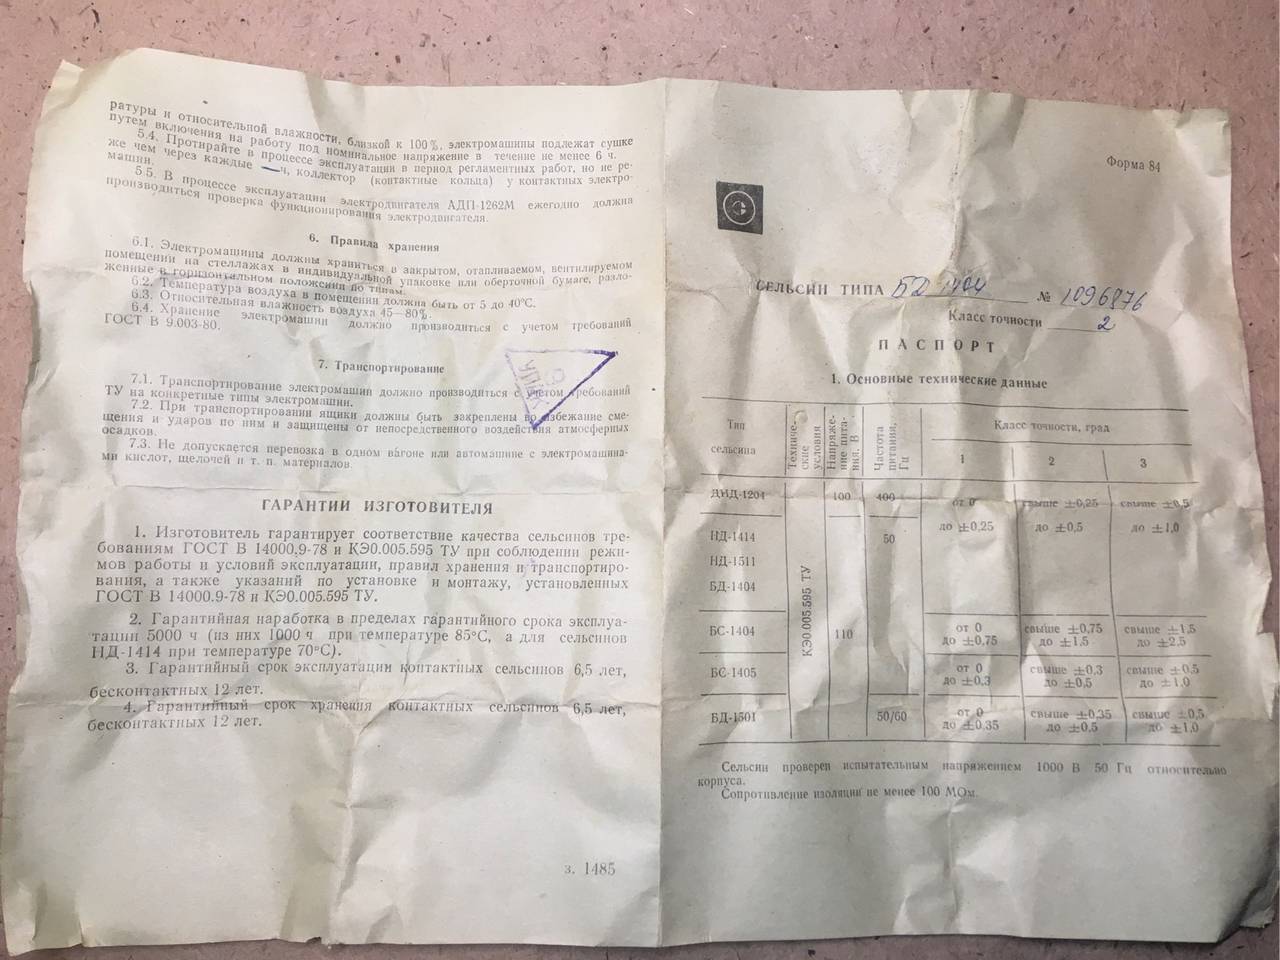 ратуры и относительной влажности, близкой к 100%, электромашины подлежат сушке
путем включения на работу под номинальное напряжение в течение не менее 6 ч.
5.4. Протирайте в процессе эксплуатации в период регламентных работ, но не ре-
же чем через каждые — ч, коллектор (контактные кольца) у контактных электро-
машин.
5.5. В процессе эксплуатации электродвигателя АДП-1262М ежегодно должна
производиться проверка функционирования электродвигателя.
6. Правила хранения
6.1. Электромашины должны храниться в закрытом, отапливаемом, вентилируемом
помещении на стеллажах в индивидуальной упаковке или оберточной бумаге, разло-
женные в горизонтальном положении по типам.
6.2. Температура воздуха в помещении должна быть от 5 до 40°С.
6.3. Относительная влажность воздуха 45—80%.
6.4. Хранение электромашин должно производиться с учетом требований
ГОСТ В 9.003-80.
7. Транспортирование
7.1. Транспортирование электромашин должно производиться с учетом требований
ТУ на конкретные типы электромашин.
7.2. При транспортировании ящики должны быть закреплены во избежание сме-
щения и ударов по ним и защищены от непосредственного воздействия атмосферных
осадков.
7.3. Не допускается перевозка в одном вагоне или автомашине с электромашина-
ми кислот, щелочей и т. п. материалов.
ГАРАНТИИ ИЗГОТОВИТЕЛЯ
1. Изготовитель гарантирует соответствие качества сельсинов тре-
бованиям ГОСТ В 14000.9-78 и КЭ0.005.595 ТУ при соблюдении режи-
мов работы и условий эксплуатации, правил хранения и транспортиро-
вания, а также указаний по установке и монтажу, установленных
ГОСТ В 14000.9-78 и КЭ0.005.595 ТУ.
2. Гарантийная наработка в пределах гарантийного срока эксплуа-
тации 5000 ч (из них 1000 ч при температуре 85°С, а для сельсинов
НД-1414 при температуре 70°С).
3. Гарантийный срок эксплуатации контактных сельсинов 6,5 лет,
бесконтактных 12 лет.
4. Гарантийный срок хранения контактных сельсинов 6,5 лет,
бесконтактных 12 лет.
з. 1485
Форма 84
СЕЛЬСИН ТИПА БД 1404 № 1096876
Класс точности 2
ПАСПОРТ
1. Основные технические данные
Тип сельсина Техниче-ские условия Напряже-ние пита-ния, В Частота питания, Гц Класс точности, град
1 2 3
ДИД-1204 100 400 от 0 свыше ±0,25 свыше ±0,5
до ±0,25 до ±0,5 до ±1,0
НД-1414 50
НД-1511
БД-1404
КЭ0.005.595 ТУ
БС-1404 110 от 0 свыше ±0,75 свыше ±1,5
до ±0,75 до ±1,5 до ±2,5
БС-1405 от 0 свыше ±0,3 свыше ±0,5
до ±0,3 до ±0,5 до ±1,0
БД-1501 50/60 от 0 свыше ±0,35 свыше ±0,5
до ±0,35 до ±0,5 до ±1,0
Сельсин проверен испытательным напряжением 1000 В 50 Гц относительно
корпуса.
Сопротивление изоляции не менее 100 МОм.